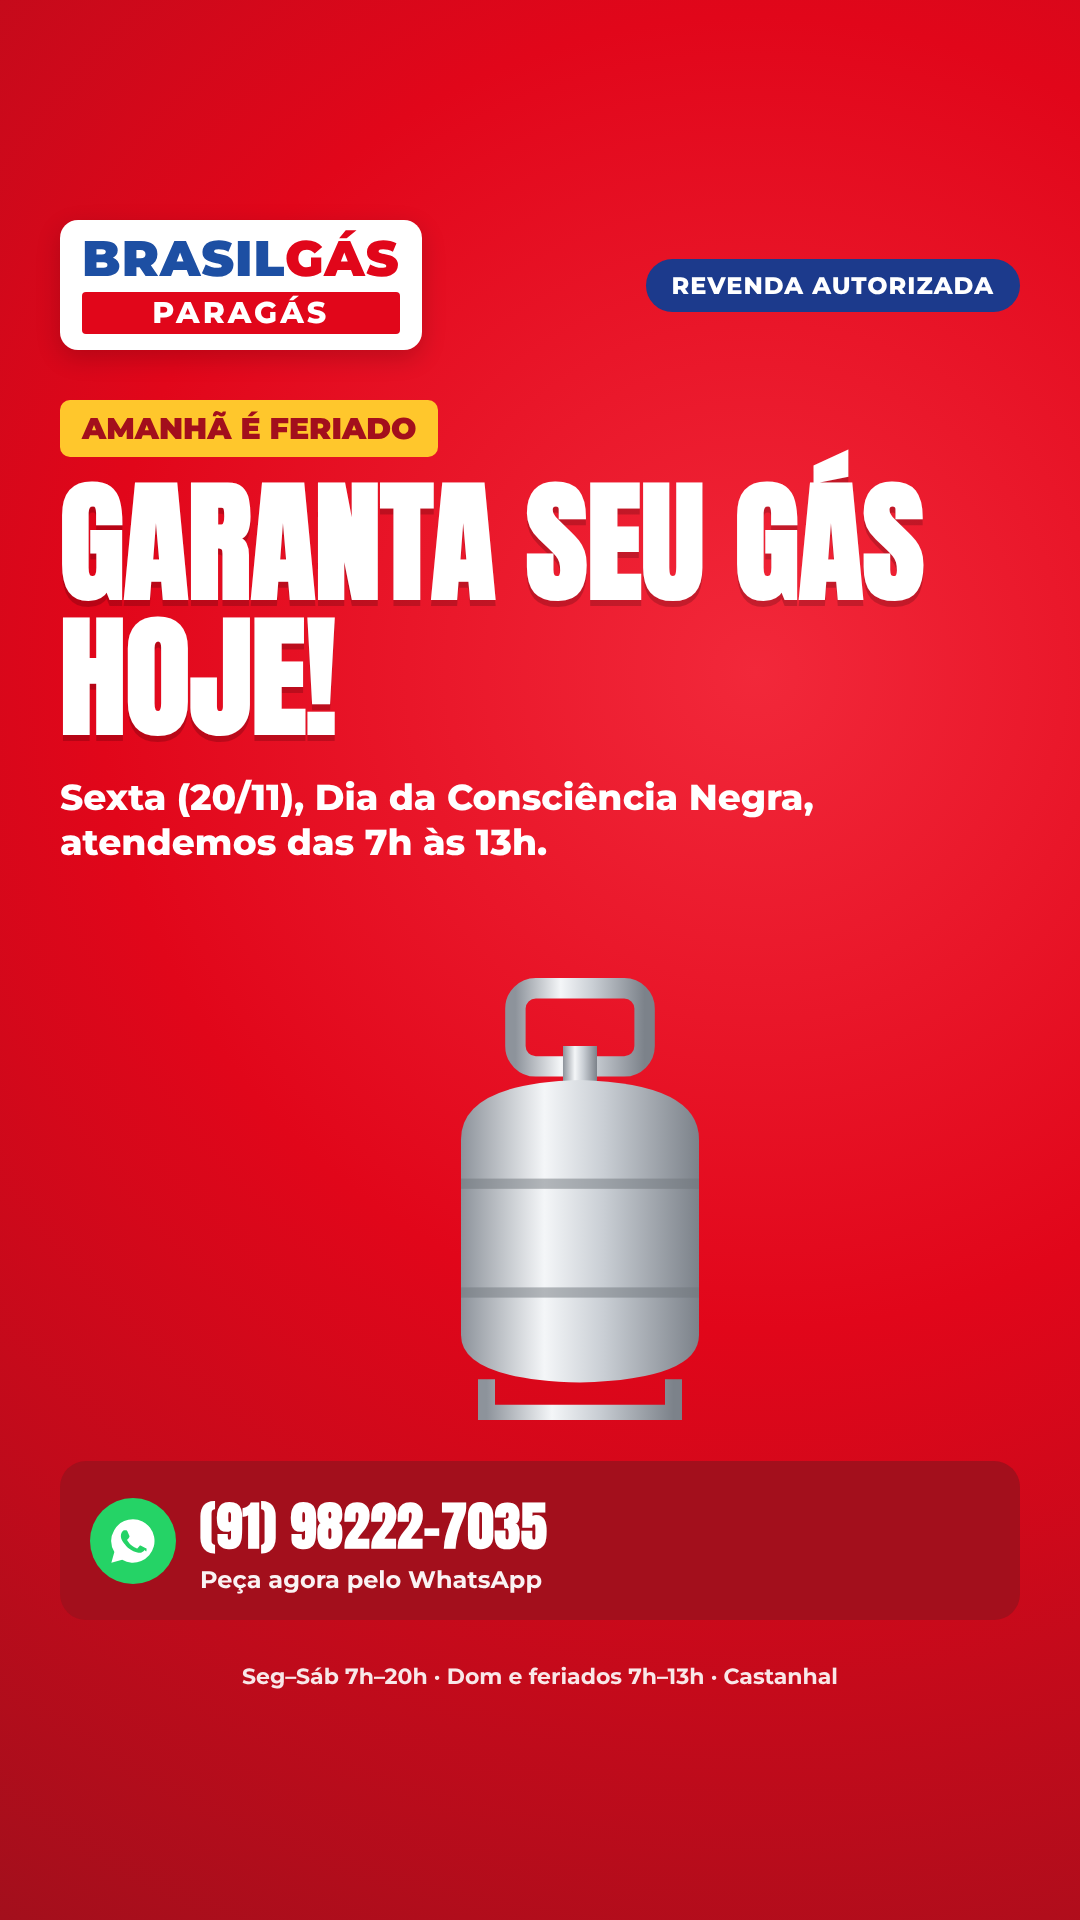 BRASILGÁS
PARAGÁS
REVENDA AUTORIZADA
AMANHÃ É FERIADO
GARANTA SEU GÁS
HOJE!
Sexta (20/11), Dia da Consciência Negra,
atendemos das 7h às 13h.
(91) 98222-7035
Peça agora pelo WhatsApp
Seg–Sáb 7h–20h · Dom e feriados 7h–13h · Castanhal